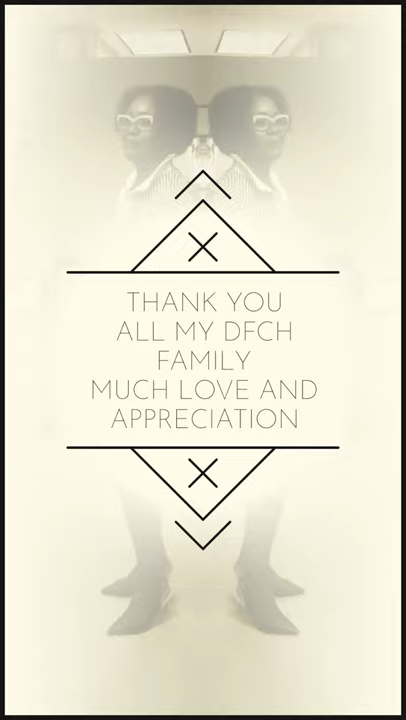 THANK YOU
ALL MY DFCH
FAMILY
MUCH LOVE AND
APPRECIATION